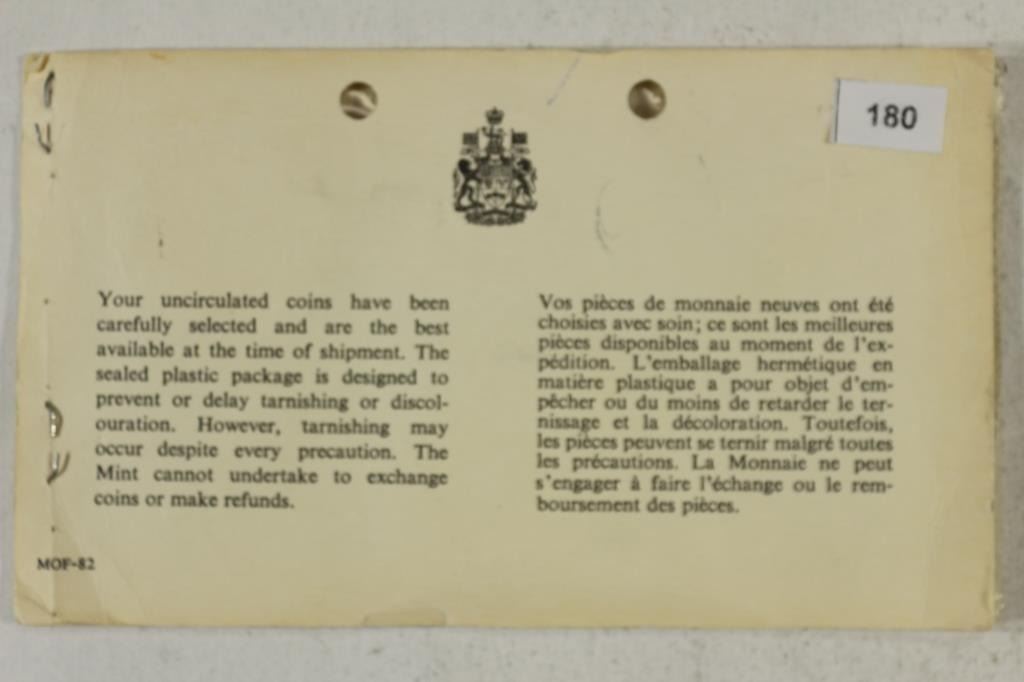 180
Your uncirculated coins have been
carefully selected and are the best
available at the time of shipment. The
sealed plastic package is designed to
prevent or delay tarnishing or discol-
ouration. However, tarnishing may
occur despite every precaution. The
Mint cannot undertake to exchange
coins or make refunds.
Vos pièces de monnaie neuves ont été
choisies avec soin; ce sont les meilleures
pièces disponibles au moment de l'ex-
pédition. L'emballage hermétique en
matière plastique a pour objet d'em-
pêcher ou du moins de retarder le ter-
nissage et la décoloration. Toutefois,
les pièces peuvent se ternir malgré toutes
les précautions. La Monnaie ne peut
s'engager à faire l'échange ou le rem-
boursement des pièces.
MOF-82